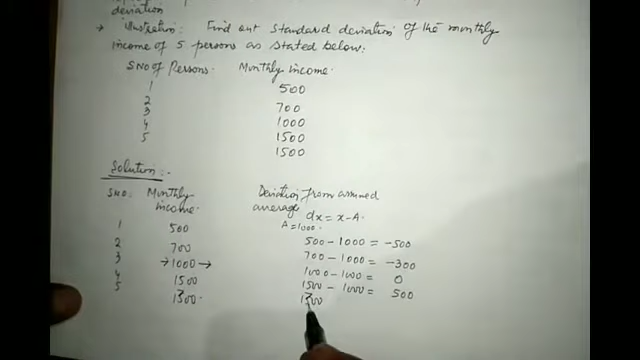 deviation
→ illustration: Find out standard deviation of the monthly
income of 5 persons as stated below:
S NO of Persons. Monthly income.
1 500
2 700
3 1000
4 1500
5 1500
Solution:-
S NO. Monthly income. Deviation from assumed average
A=1000. dx = x-A.
1 500 500-1000 = -500
2 700 700-1000 = -300
3 →1000→ 1000-1000 = 0
4 1500 1500-1000 = 500
5 1300. 1300